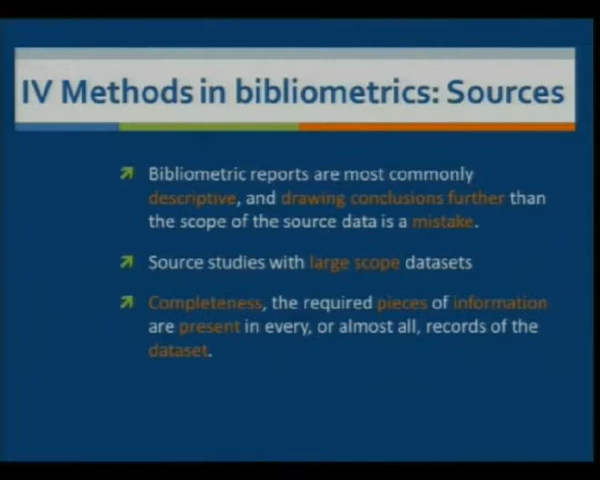 IV Methods in bibliometrics: Sources
Bibliometric reports are most commonly
descriptive, and drawing conclusions further than
the scope of the source data is a mistake.
Source studies with large scope datasets
Completeness, the required pieces of information
are present in every, or almost all, records of the
dataset.